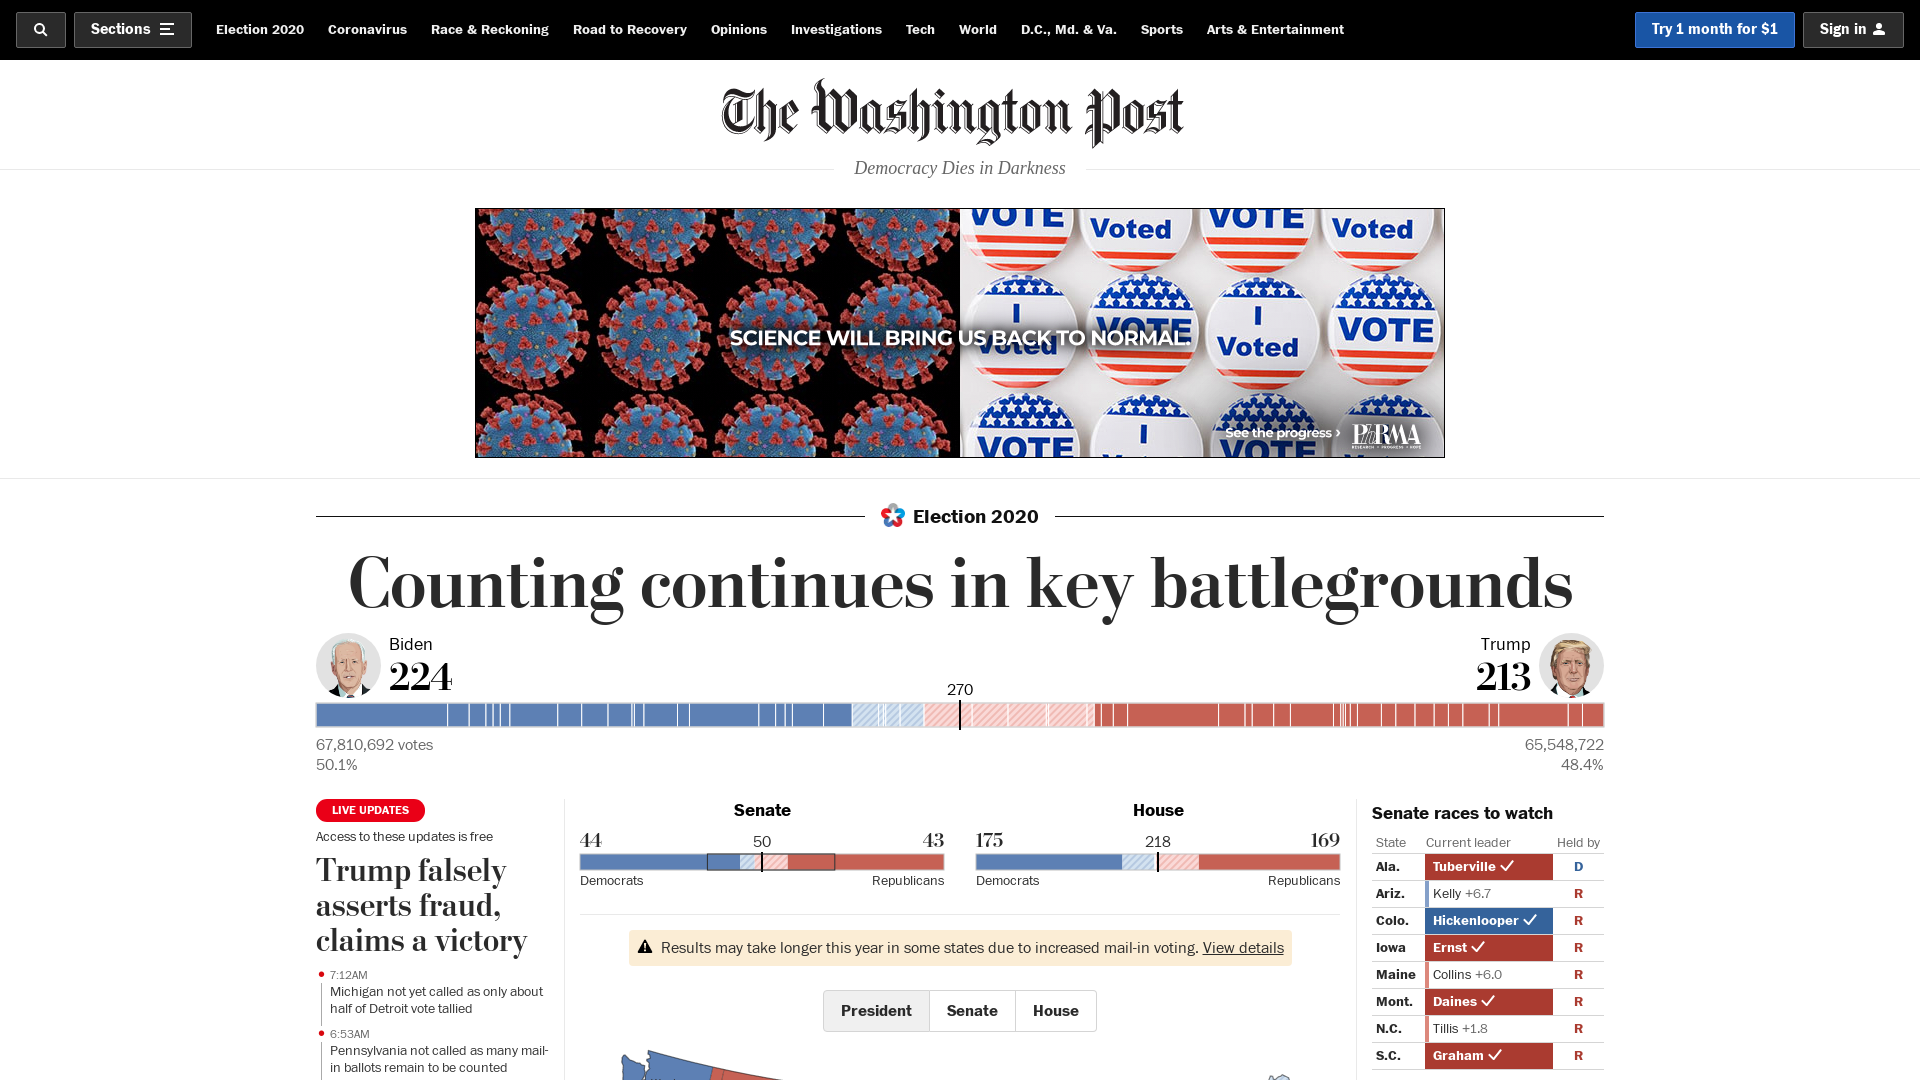 Sections
Election 2020
Coronavirus
Race & Reckoning
Road to Recovery
Opinions
Investigations
Tech
World
D.C., Md. & Va.
Sports
Arts & Entertainment
Try 1 month for $1
Sign in
The Washington Post
Democracy Dies in Darkness
VOTE
Voted
VOTE
Voted
I
Voted
VOTE
I
Voted
VOTE
SCIENCE WILL BRING US BACK TO NORMAL
VOTE
I
VOTE
See the progress ›
PhRMA
RESEARCH • PROGRESS • HOPE
Election 2020
Counting continues in key battlegrounds
Biden
224
Trump
213
270
67,810,692 votes
50.1%
65,548,722
48.4%
LIVE UPDATES
Access to these updates is free
Trump falsely
asserts fraud,
claims a victory
7:12AM
Michigan not yet called as only about
half of Detroit vote tallied
6:53AM
Pennsylvania not called as many mail-
in ballots remain to be counted
Senate
44
50
43
Democrats
Republicans
House
175
218
169
Democrats
Republicans
Results may take longer this year in some states due to increased mail-in voting. View details
President
Senate
House
Senate races to watch
State Current leader Held by
Ala. Tuberville D
Ariz. Kelly +6.7 R
Colo. Hickenlooper R
Iowa Ernst R
Maine Collins +6.0 R
Mont. Daines R
N.C. Tillis +1.8 R
S.C. Graham R